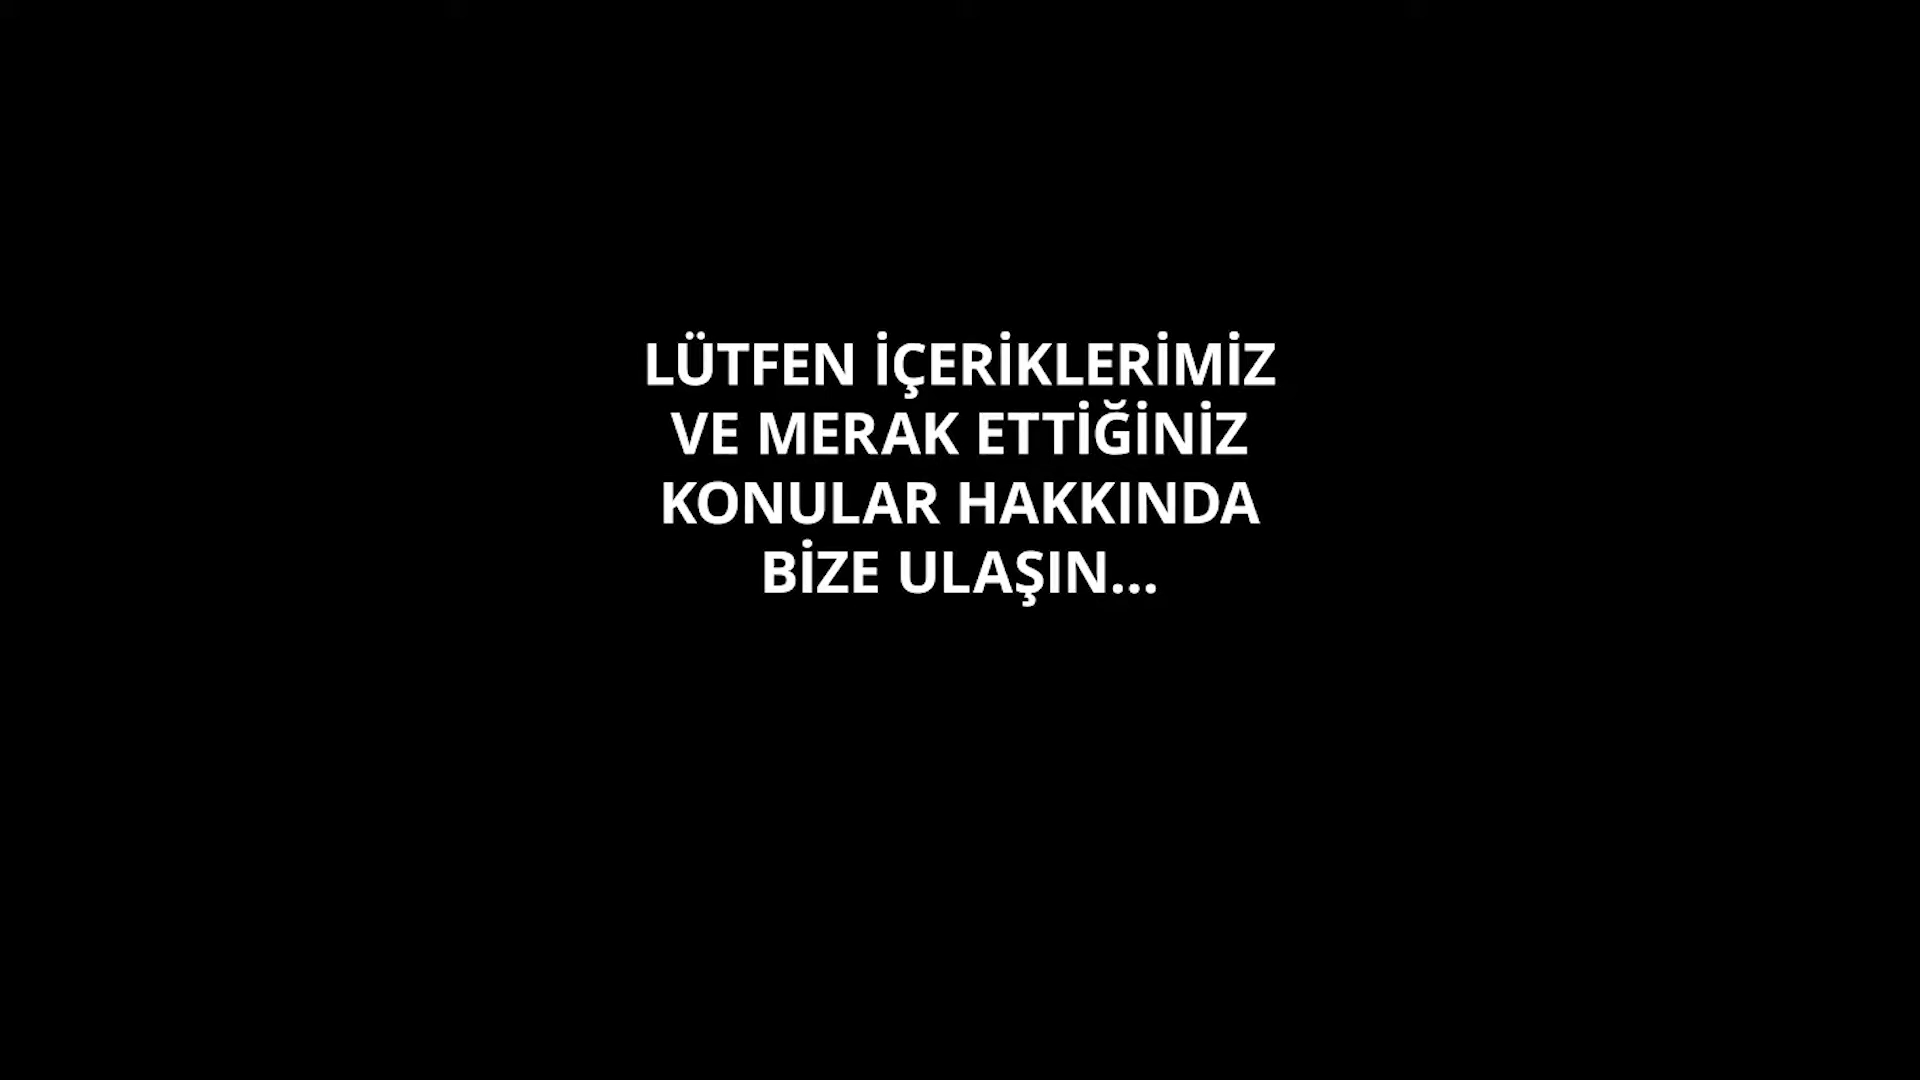 LÜTFEN İÇERİKLERİMİZ
VE MERAK ETTİĞİNİZ
KONULAR HAKKINDA
BİZE ULAŞIN...